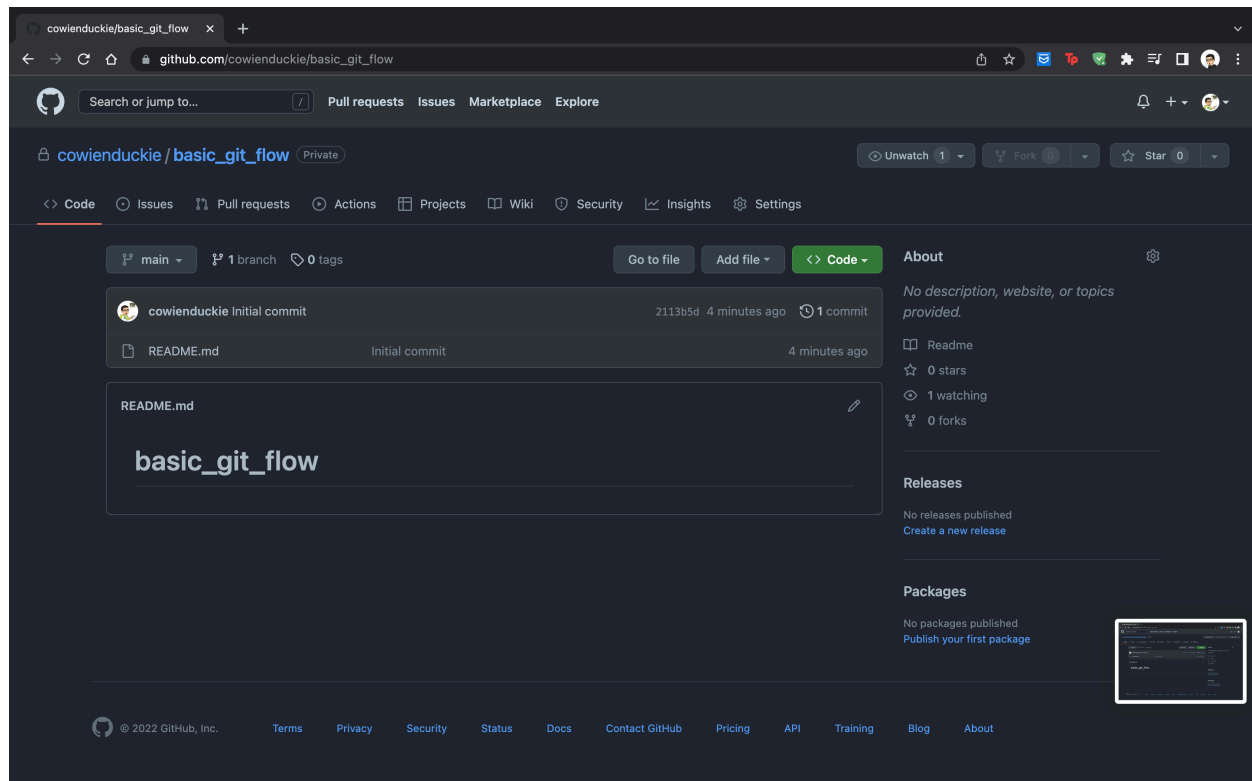 cowienduckie/basic_git_flow
github.com/cowienduckie/basic_git_flow
Search or jump to... / Pull requests Issues Marketplace Explore
cowienduckie / basic_git_flow Private Unwatch 1 Fork 0 Star 0
Code Issues Pull requests Actions Projects Wiki Security Insights Settings
main 1 branch 0 tags Go to file Add file Code
cowienduckie Initial commit 2113b5d 4 minutes ago 1 commit
README.md Initial commit 4 minutes ago
README.md
basic_git_flow
About
No description, website, or topics
provided.
Readme
0 stars
1 watching
0 forks
Releases
No releases published
Create a new release
Packages
No packages published
Publish your first package
© 2022 GitHub, Inc. Terms Privacy Security Status Docs Contact GitHub Pricing API Training Blog About